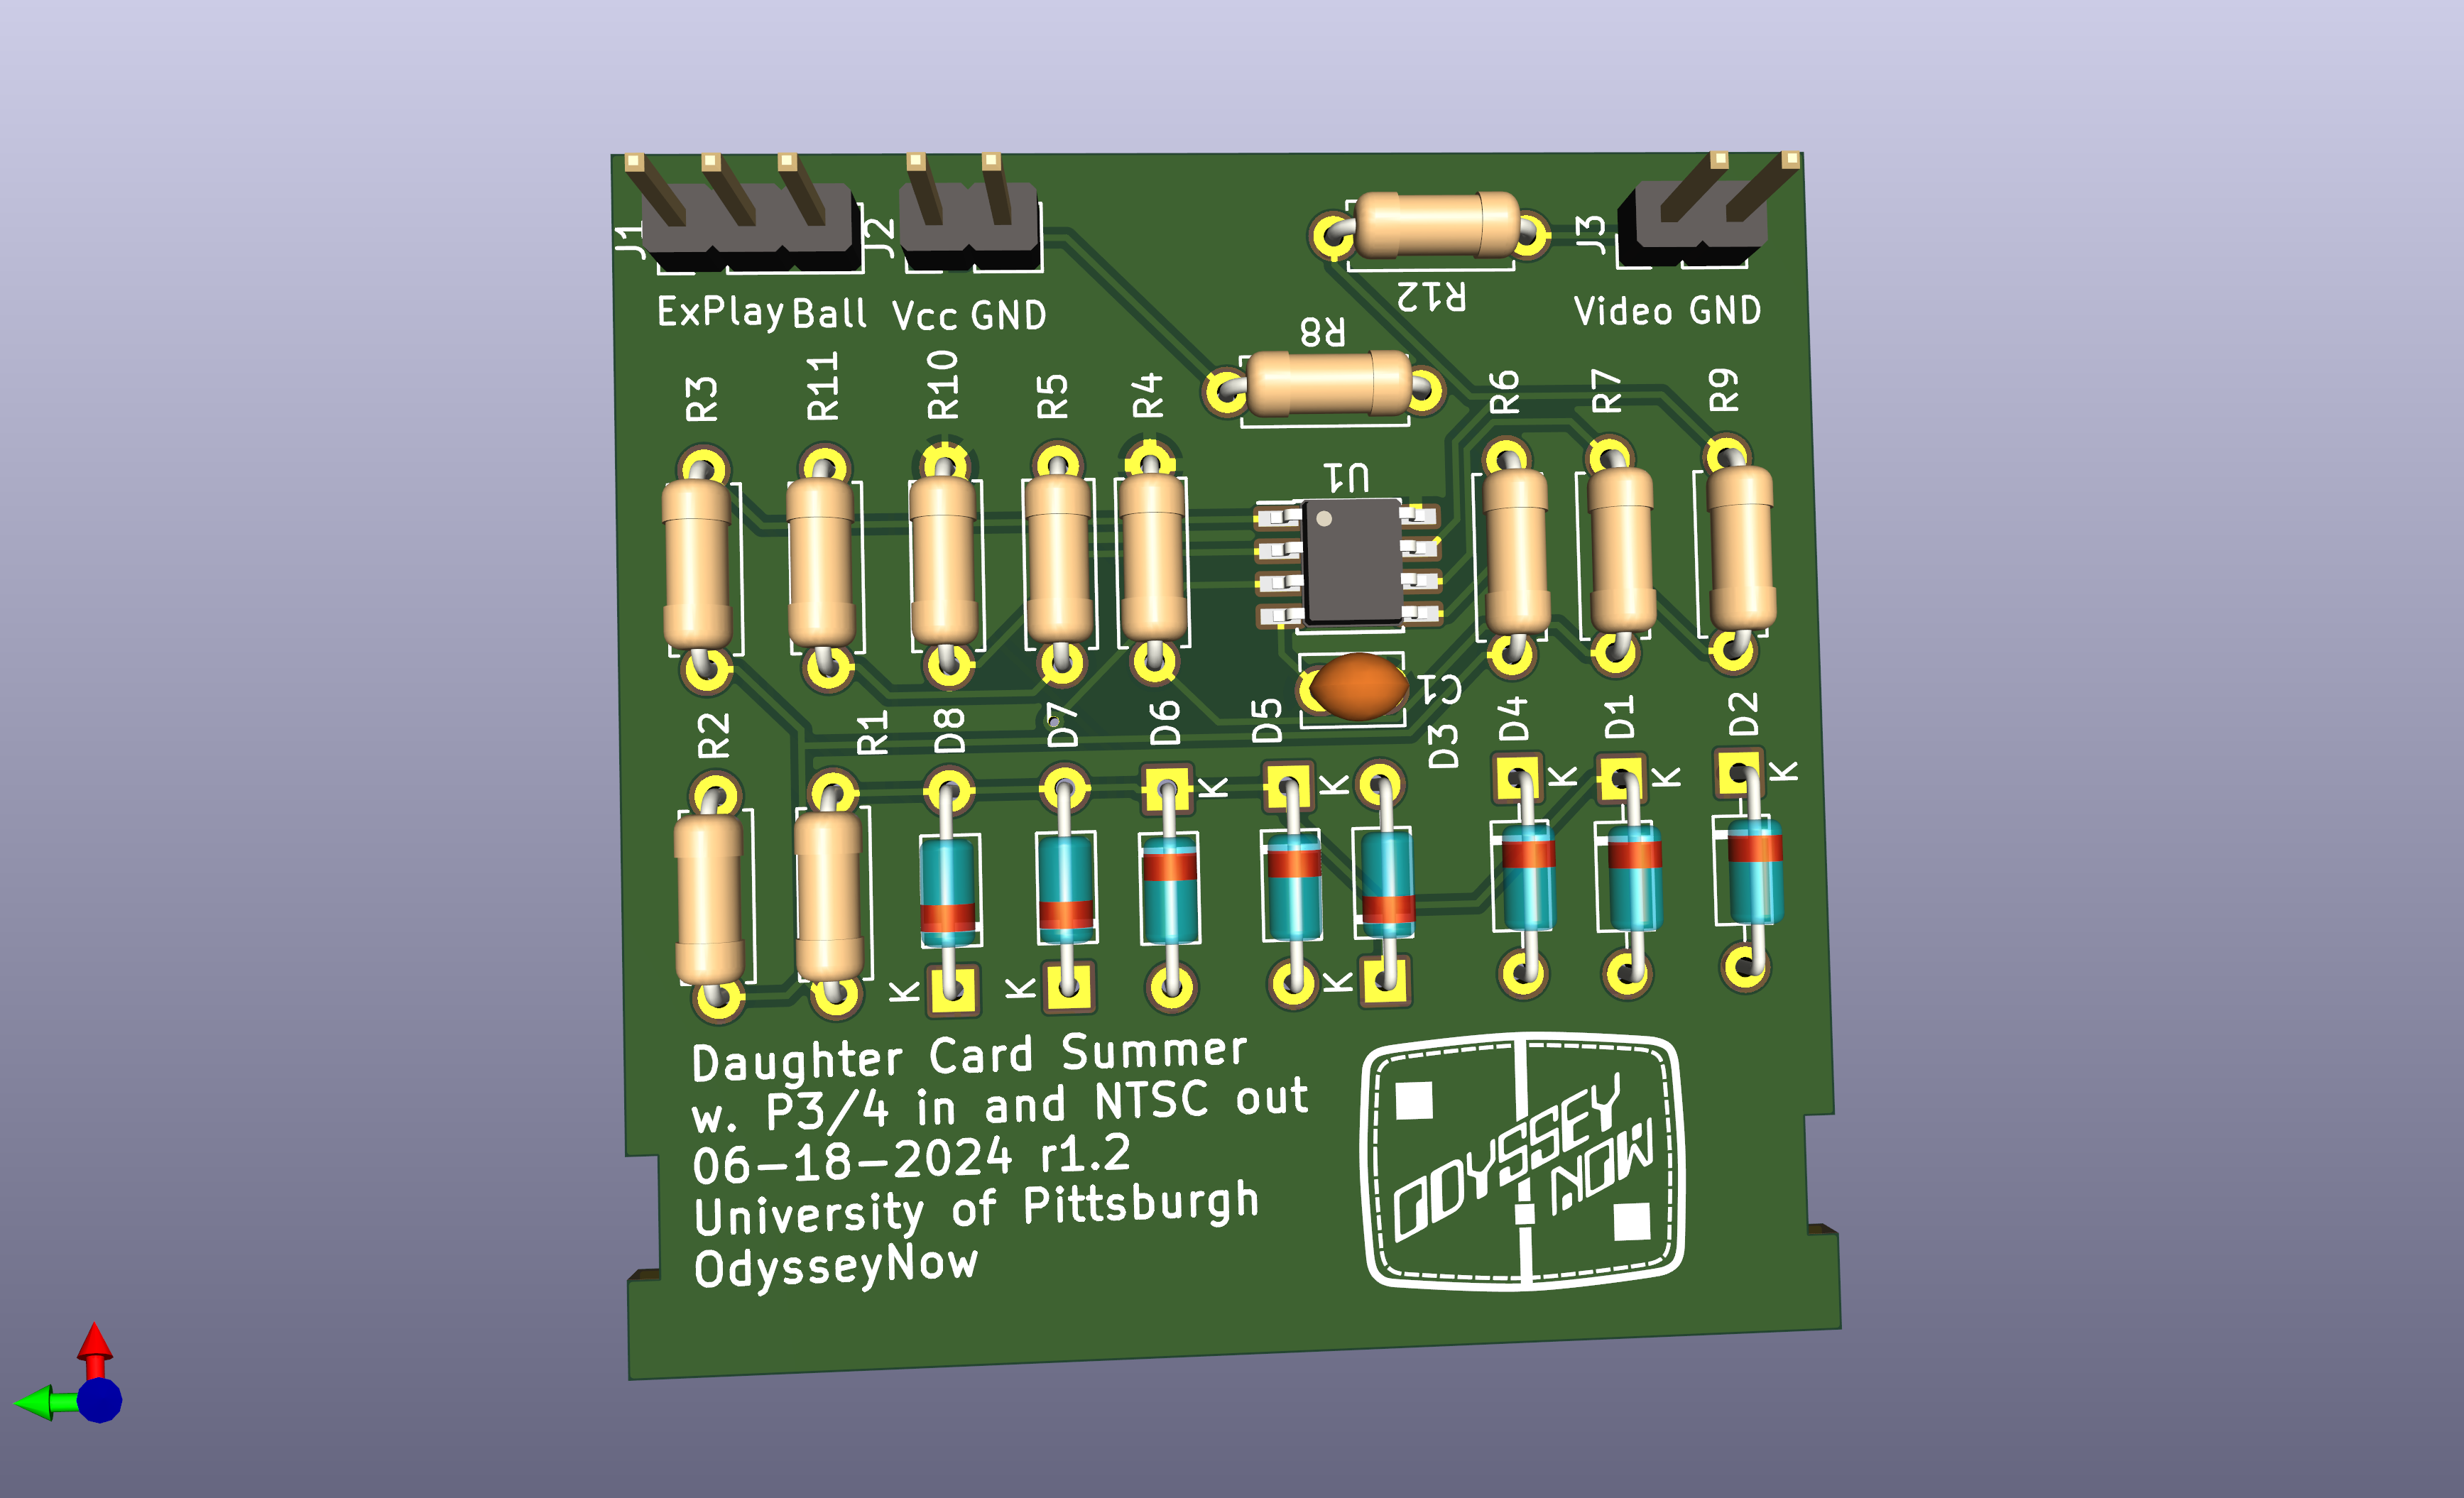 J1
J2
J3
ExPlay Ball
Vcc GND
R12
Video GND
R8
R3
R11
R10
R5
R4
R6
R7
R9
U1
C1
R2
R1
D8
D7
D6
D5
D3
D4
D1
D2
K
K
K
K
K
K
K
K
Daughter Card Summer
w. P3/4 in and NTSC out
06-18-2024 r1.2
University of Pittsburgh
OdysseyNow
ODYSSEY
NOW